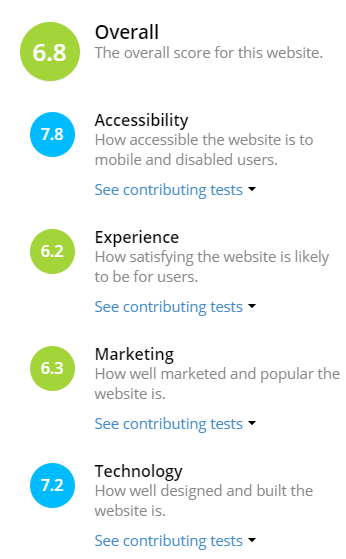 6.8
Overall
The overall score for this website.
7.8
Accessibility
How accessible the website is to
mobile and disabled users.
See contributing tests
6.2
Experience
How satisfying the website is likely
to be for users.
See contributing tests
6.3
Marketing
How well marketed and popular the
website is.
See contributing tests
7.2
Technology
How well designed and built the
website is.
See contributing tests